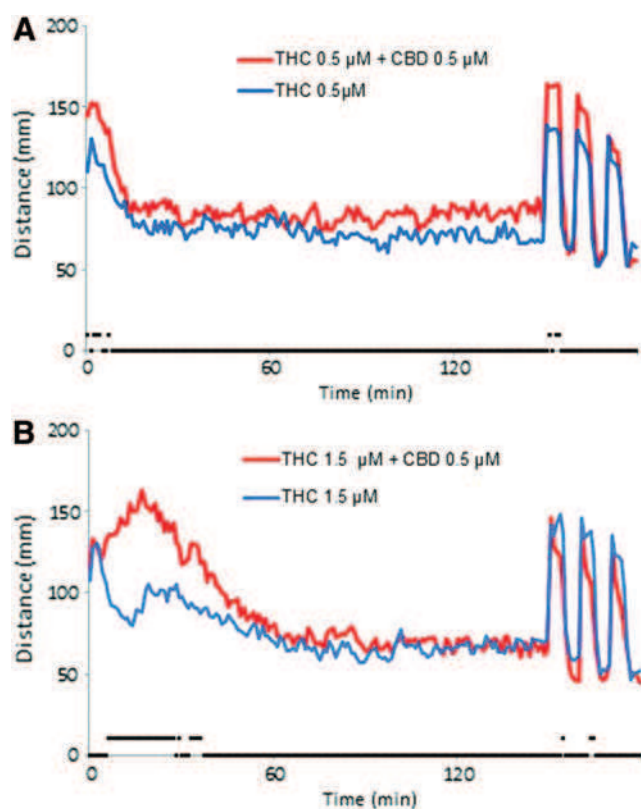 A
200
THC 0.5 µM + CBD 0.5 µM
THC 0.5µM
150
100
50
0
Distance (mm)
0 60 120
Time (min)
B
200
THC 1.5 µM + CBD 0.5 µM
THC 1.5 µM
150
100
50
0
Distance (mm)
0 60 120
Time (min)